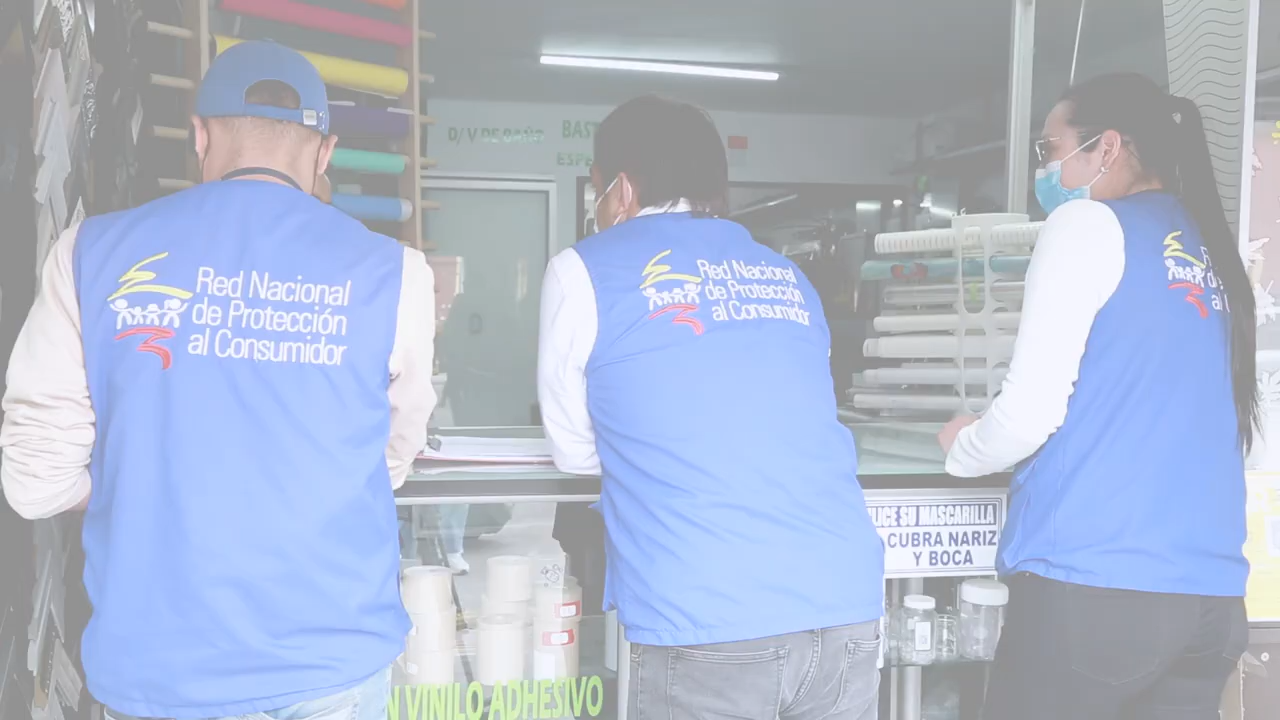 D/V DE BAÑO
BAST
ESPE
Red Nacional
de Protección
al Consumidor
Red Nacional
de Protección
al Consumidor
LICE SU MASCARILLA
CUBRA NARIZ
Y BOCA
N VINILO ADHESIVO